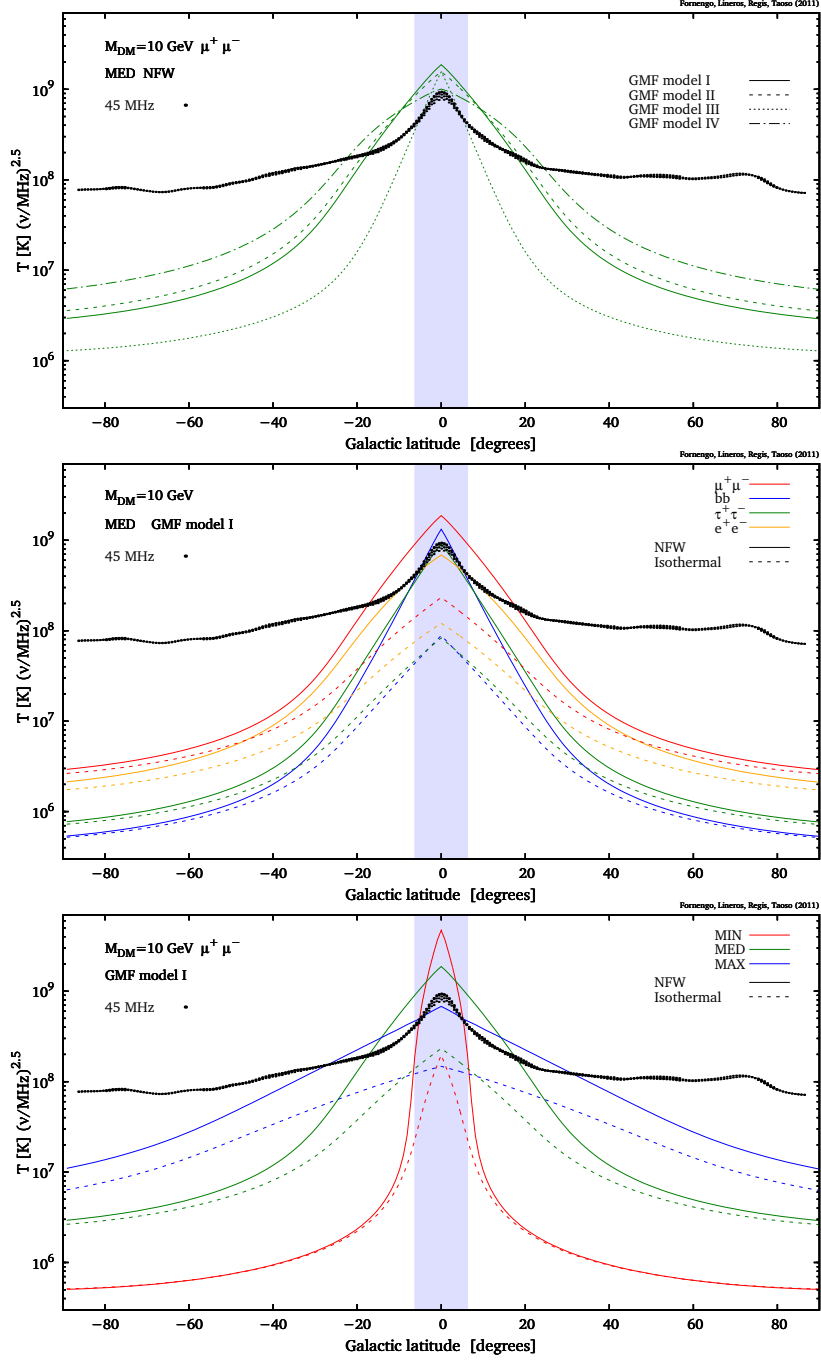 Fornengo, Lineros, Regis, Taoso (2011)
M_DM=10 GeV μ⁺ μ⁻
MED NFW
45 MHz
GMF model I
GMF model II
GMF model III
GMF model IV
T [K] (ν/MHz)^2.5
10⁹
10⁸
10⁷
10⁶
−80 −60 −40 −20 0 20 40 60 80
Galactic latitude [degrees]
Fornengo, Lineros, Regis, Taoso (2011)
M_DM=10 GeV
MED GMF model I
45 MHz
μ⁺μ⁻
bb
τ⁺τ⁻
e⁺e⁻
NFW
Isothermal
T [K] (ν/MHz)^2.5
10⁹
10⁸
10⁷
10⁶
−80 −60 −40 −20 0 20 40 60 80
Galactic latitude [degrees]
Fornengo, Lineros, Regis, Taoso (2011)
M_DM=10 GeV μ⁺ μ⁻
GMF model I
45 MHz
MIN
MED
MAX
NFW
Isothermal
T [K] (ν/MHz)^2.5
10⁹
10⁸
10⁷
10⁶
−80 −60 −40 −20 0 20 40 60 80
Galactic latitude [degrees]